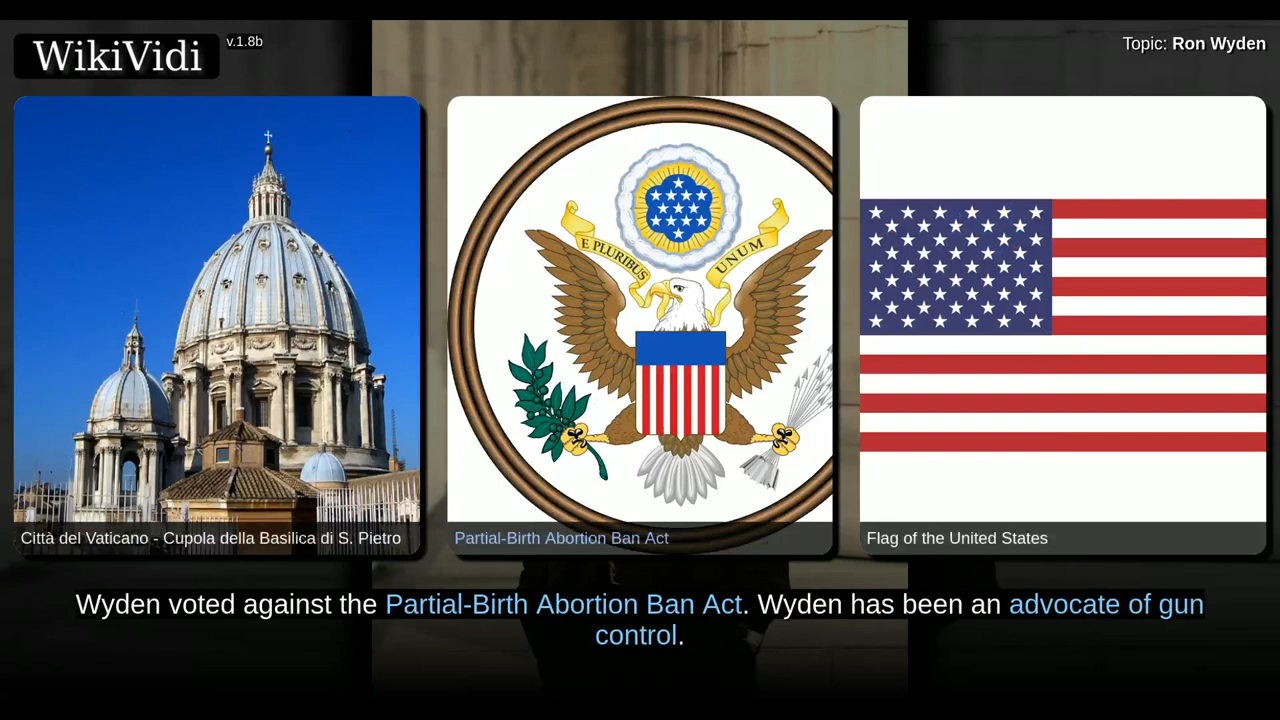 WikiVidi
v.1.8b
Topic: Ron Wyden
E PLURIBUS
UNUM
Città del Vaticano - Cupola della Basilica di S. Pietro
Partial-Birth Abortion Ban Act
Flag of the United States
Wyden voted against the Partial-Birth Abortion Ban Act. Wyden has been an advocate of gun
control.